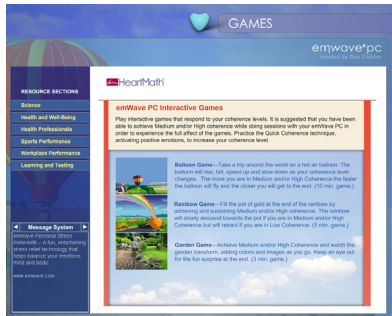 GAMES
emwave®pc
created by Doc Childre
HeartMath
RESOURCE SECTIONS
Science
Health and Well-Being
Health Professionals
Sports Performance
Workplace Performance
Learning and Testing
Message System
emWave Personal Stress
Reliever® – A fun, entertaining
stress relief technology that
helps balance your emotions,
mind and body.
www.emwave.com
emWave PC Interactive Games
Play interactive games that respond to your coherence levels. It is suggested that you have been
able to achieve Medium and/or High coherence while doing sessions with your emWave PC in
order to experience the full affect of the games. Practice the Quick Coherence technique,
activating positive emotions, to increase your coherence level.
Balloon Game—Take a trip around the world on a hot air balloon. The
balloon will rise, fall, speed up and slow down as your coherence level
changes. The more you are in Medium and/or High Coherence the faster
the balloon will fly and the closer you will get to the end. (10 min. game.)
Rainbow Game—Fill the pot of gold at the end of the rainbow by
achieving and sustaining Medium and/or High coherence. The rainbow
will slowly descend towards the pot if you are in Medium and/or High
Coherence but will retract if you are in Low Coherence. (5 min. game.)
Garden Game—Achieve Medium and/or High Coherence and watch the
garden transform, adding colors and images as you go. Keep an eye out
for the fun surprise at the end. (3 min. game.)